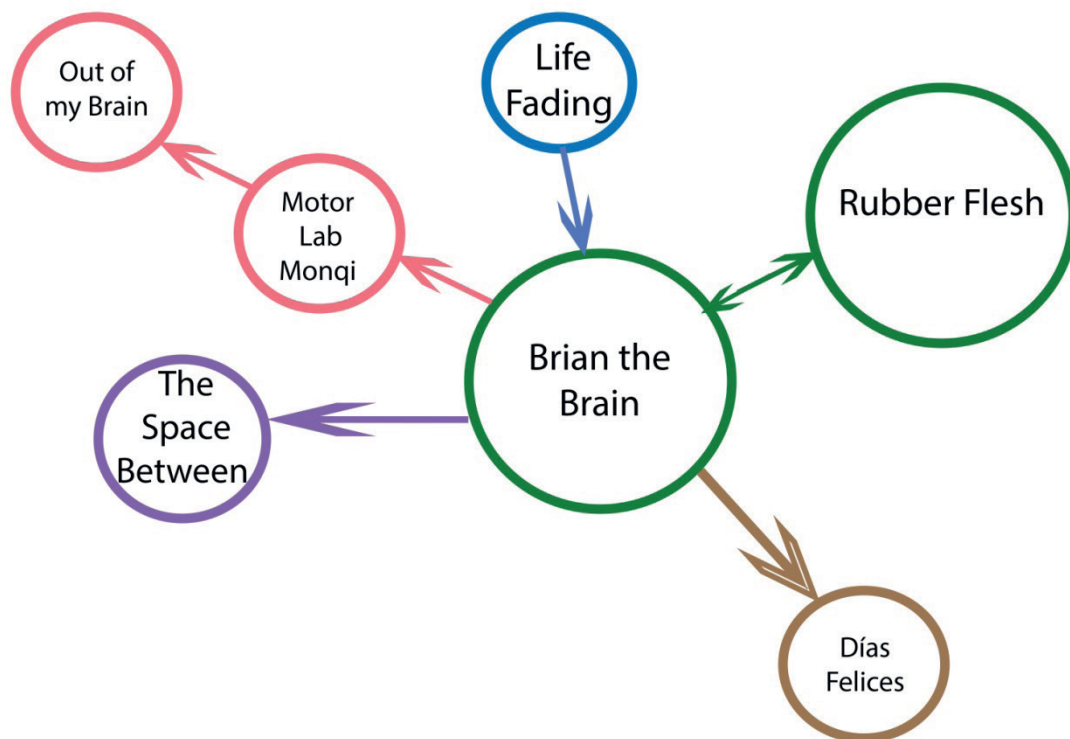 Out of
my Brain
Life
Fading
Rubber Flesh
Motor
Lab
Monqi
Brian the
Brain
The
Space
Between
Días
Felices